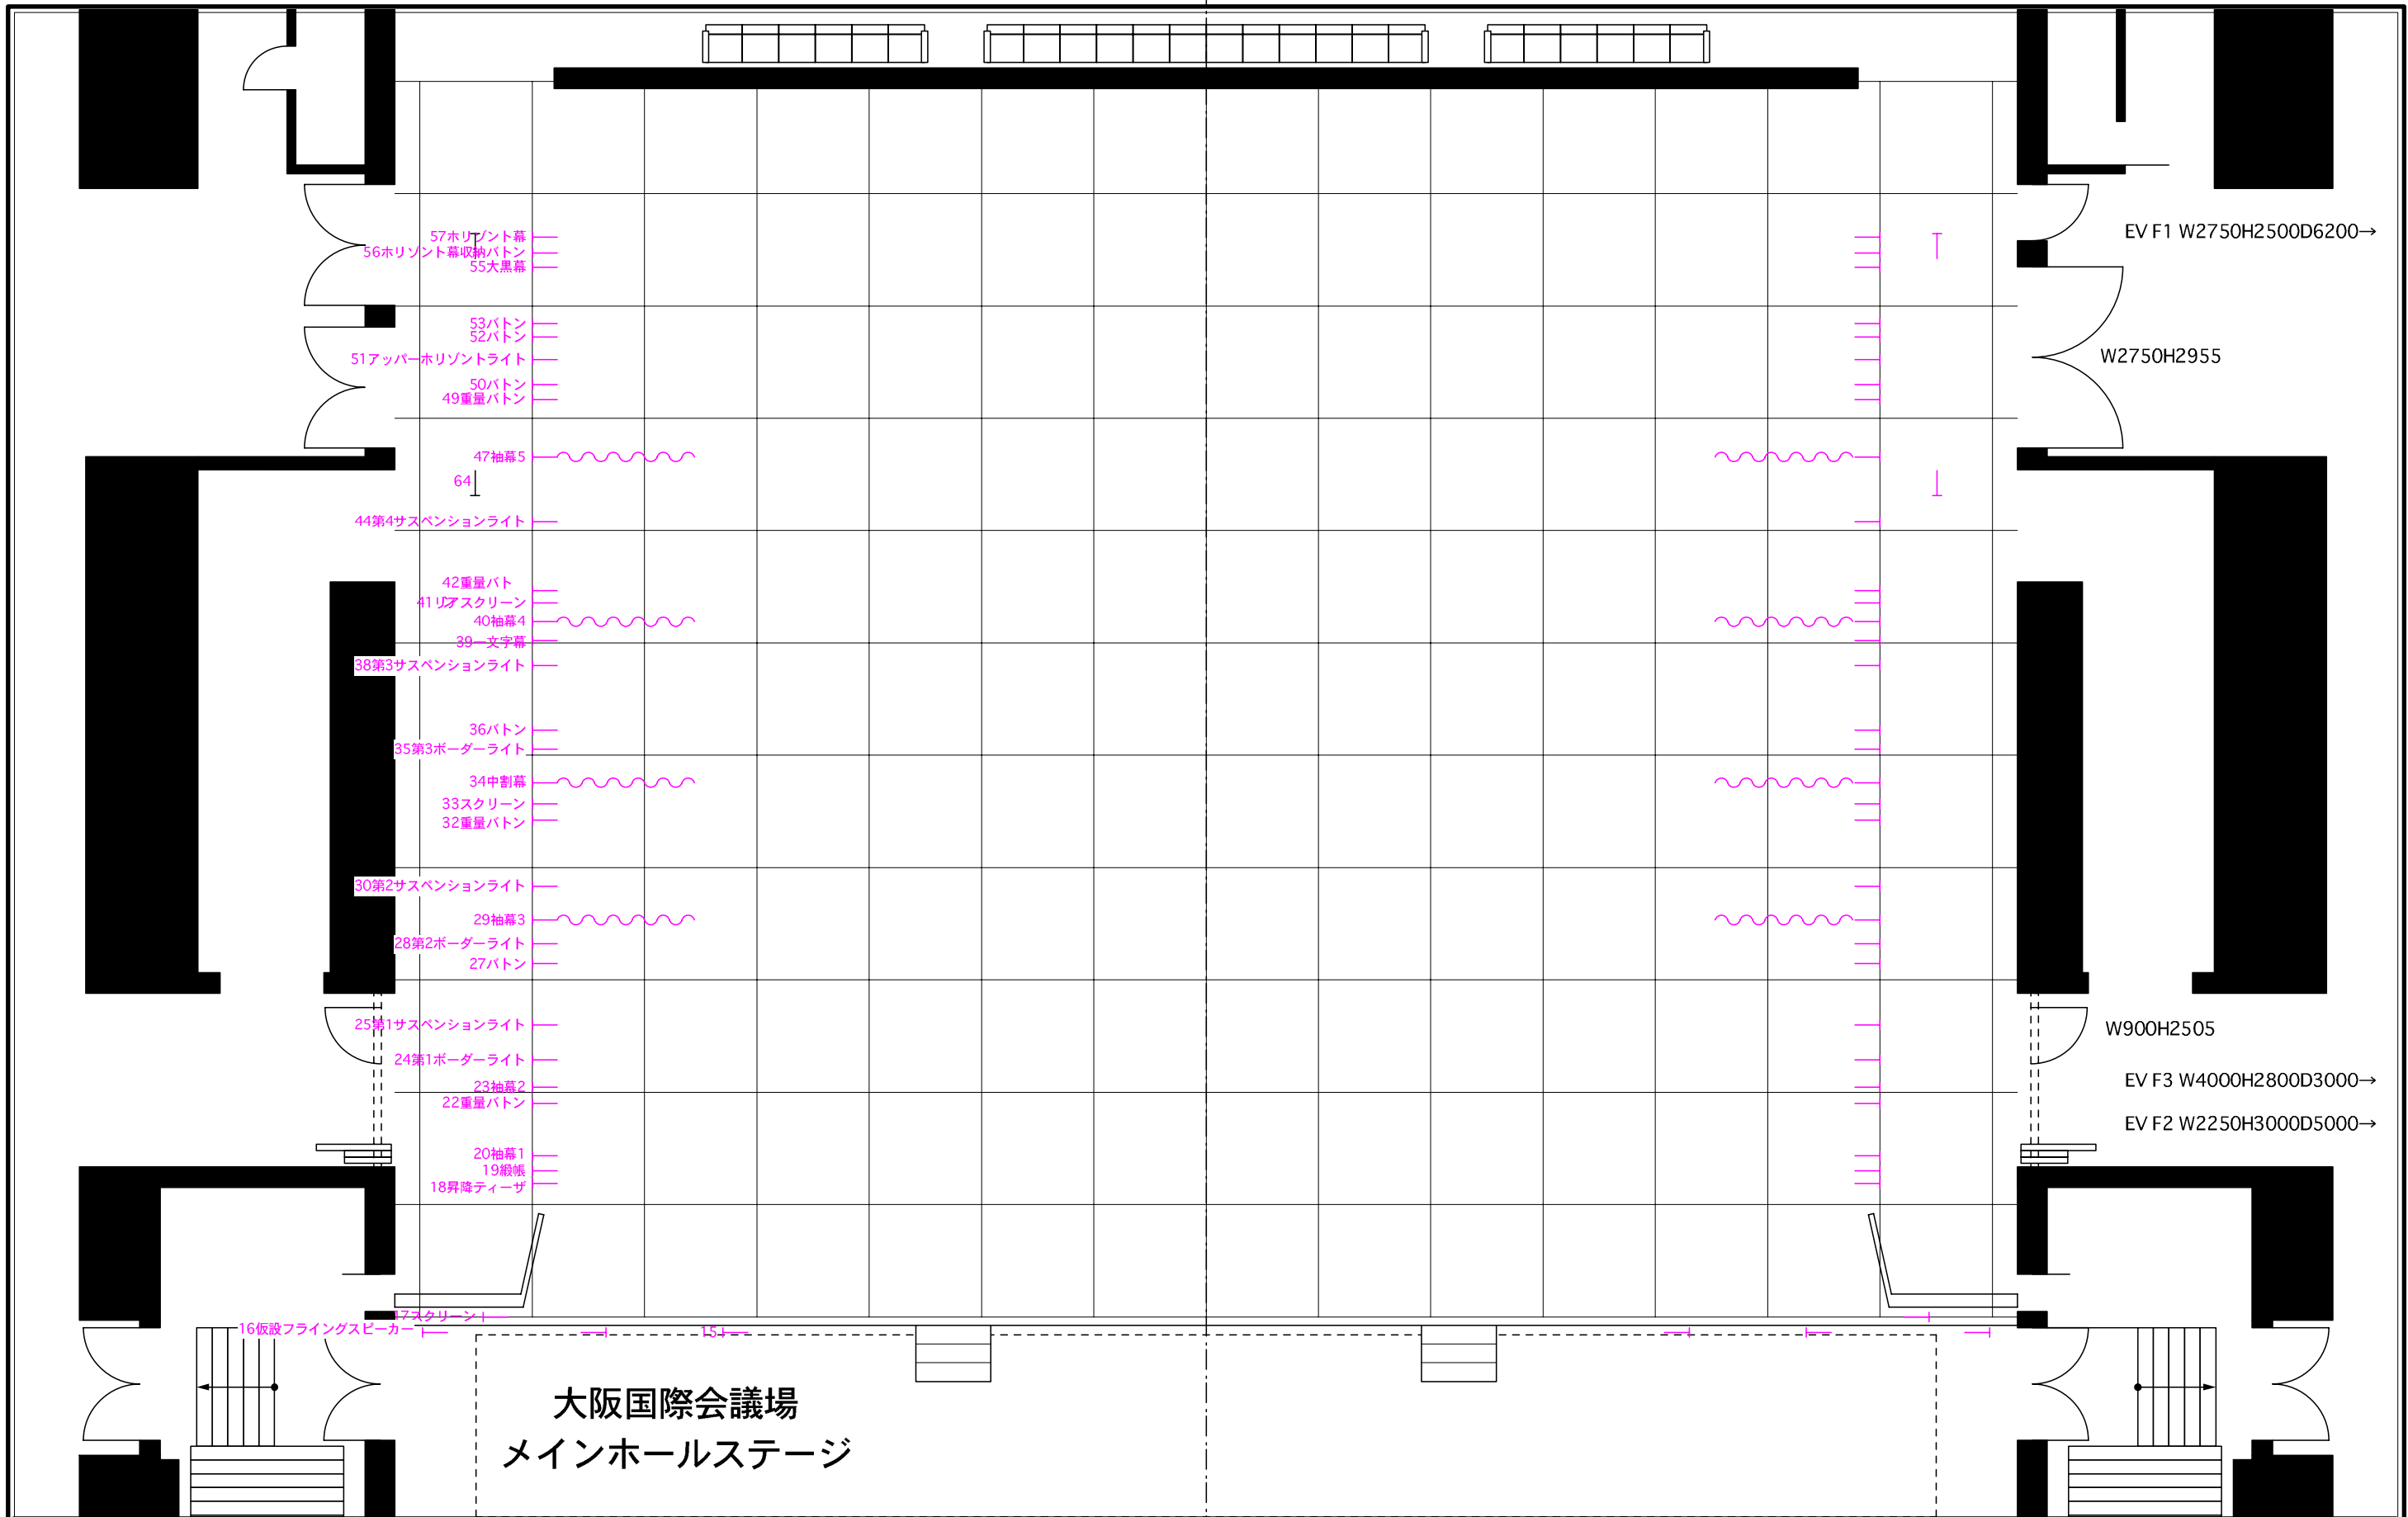 57ホリゾント幕
EV F1 W2750H2500D6200→
56ホリゾント幕収納バトン
55大黒幕
53バトン
52バトン
51アッパーホリゾントライト
W2750H2955
50バトン
49重量バトン
47袖幕5
64
44第4サスペンションライト
42重量バトン
41リアスクリーン
40袖幕4
39一文字幕
38第3サスペンションライト
36バトン
35第3ボーダーライト
34中割幕
33スクリーン
32重量バトン
30第2サスペンションライト
29袖幕3
28第2ボーダーライト
27バトン
25第1サスペンションライト
W900H2505
24第1ボーダーライト
EV F3 W4000H2800D3000→
23袖幕2
22重量バトン
EV F2 W2250H3000D5000→
20袖幕1
19緞帳
18昇降ティーザ
17スクリーン
16仮設フライングスピーカー
15
大阪国際会議場
メインホールステージ